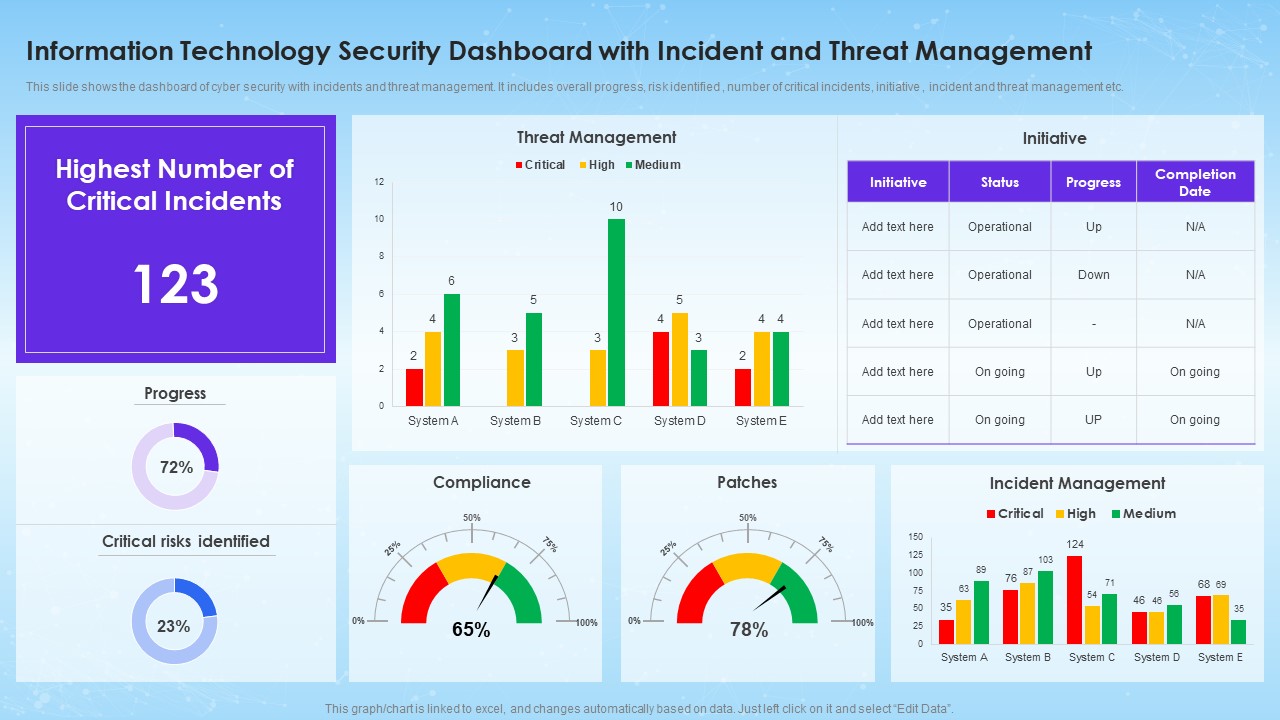 Information Technology Security Dashboard with Incident and Threat Management
This slide shows the dashboard of cyber security with incidents and threat management. It includes overall progress, risk identified , number of critical incidents, initiative , incident and threat management etc.
Highest Number of
Critical Incidents
123
Progress
72%
Critical risks identified
23%
Threat Management
Critical High Medium
12
10
8
6
4
2
0
2 4 6
3 5
3 10
4 5 3
2 4 4
System A System B System C System D System E
Initiative
Initiative Status Progress Completion Date
Add text here Operational Up N/A
Add text here Operational Down N/A
Add text here Operational - N/A
Add text here On going Up On going
Add text here On going UP On going
Compliance
0% 25% 50% 75% 100%
65%
Patches
0% 25% 50% 75% 100%
78%
Incident Management
Critical High Medium
150
125
100
75
50
25
0
35 63 89
76 87 103
124 54 71
46 46 56
68 69 35
System A System B System C System D System E
This graph/chart is linked to excel, and changes automatically based on data. Just left click on it and select “Edit Data”.